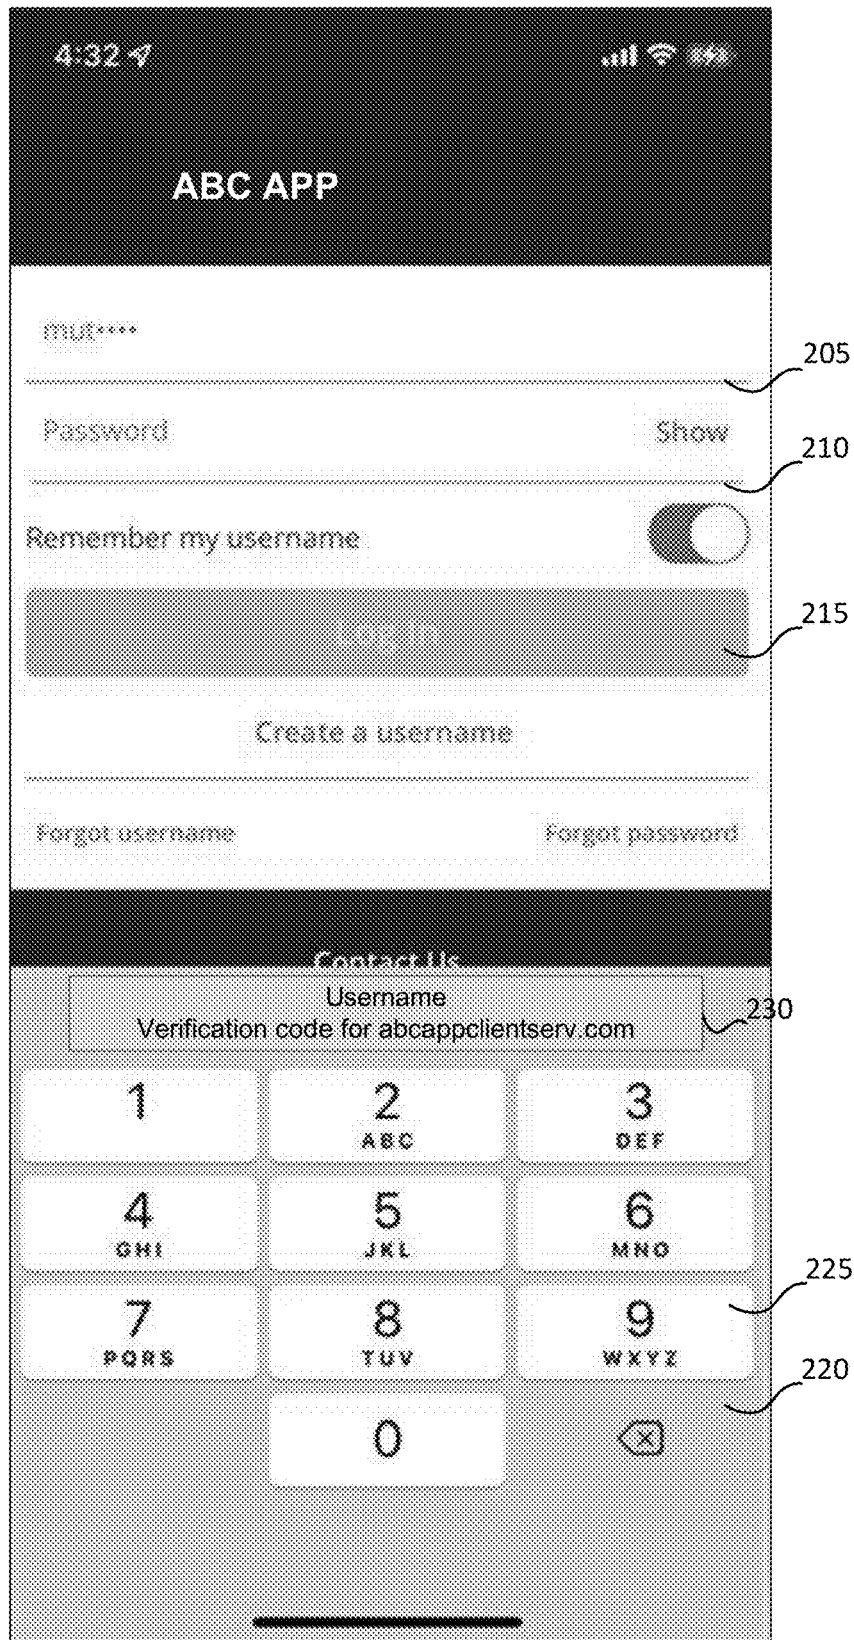 4:32
ABC APP
mut••••
205
Password
Show
210
Remember my username
215
Create a username
Forgot username
Forgot password
Contact Us
Username
Verification code for abcappclientserv.com
230
1
2
ABC
3
DEF
4
GHI
5
JKL
6
MNO
225
7
PQRS
8
TUV
9
WXYZ
220
0